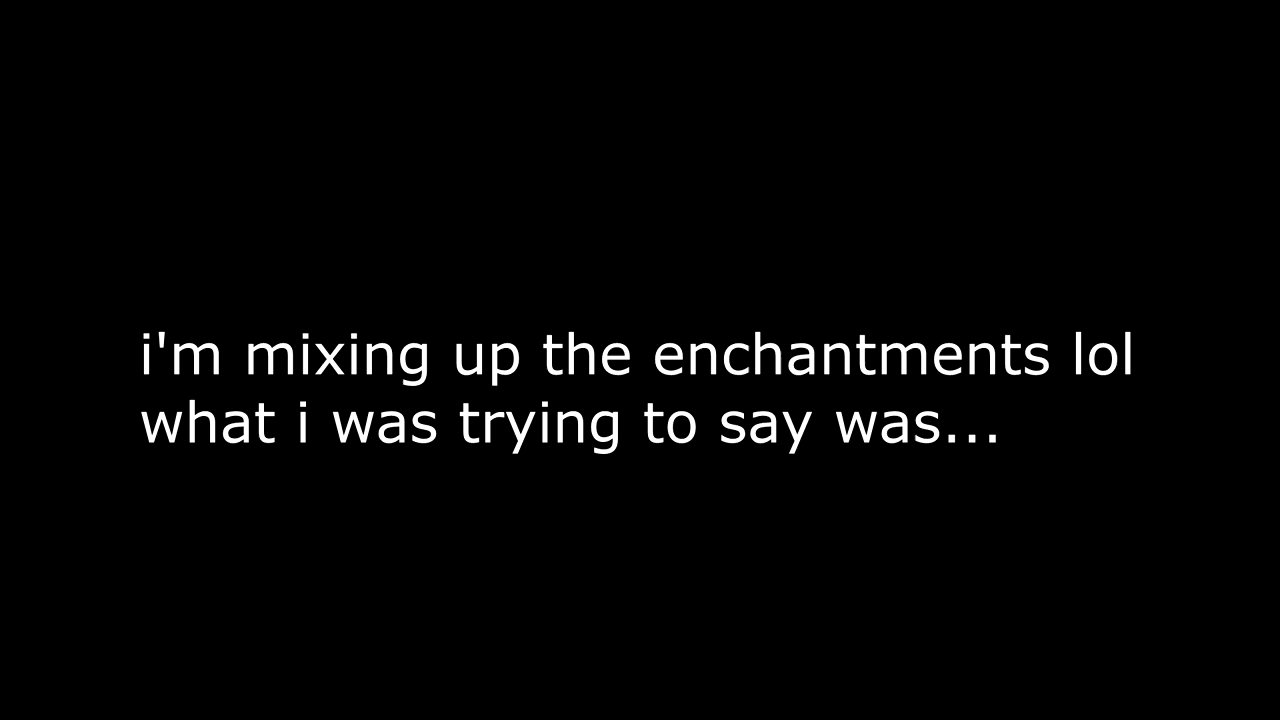 i'm mixing up the enchantments lol
what i was trying to say was...